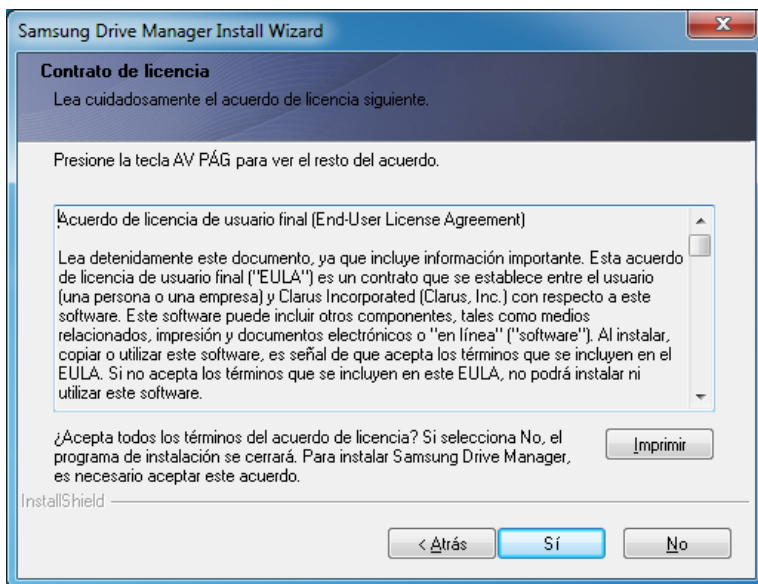 Samsung Drive Manager Install Wizard
Contrato de licencia
Lea cuidadosamente el acuerdo de licencia siguiente.
Presione la tecla AV PÁG para ver el resto del acuerdo.
Acuerdo de licencia de usuario final (End-User License Agreement)
Lea detenidamente este documento, ya que incluye información importante. Esta acuerdo
de licencia de usuario final ("EULA") es un contrato que se establece entre el usuario
(una persona o una empresa) y Clarus Incorporated (Clarus, Inc.) con respecto a este
software. Este software puede incluir otros componentes, tales como medios
relacionados, impresión y documentos electrónicos o "en línea" ("software"). Al instalar,
copiar o utilizar este software, es señal de que acepta los términos que se incluyen en el
EULA. Si no acepta los términos que se incluyen en este EULA, no podrá instalar ni
utilizar este software.
¿Acepta todos los términos del acuerdo de licencia? Si selecciona No, el
programa de instalación se cerrará. Para instalar Samsung Drive Manager,
es necesario aceptar este acuerdo.
Imprimir
InstallShield
< Atrás
Sí
No